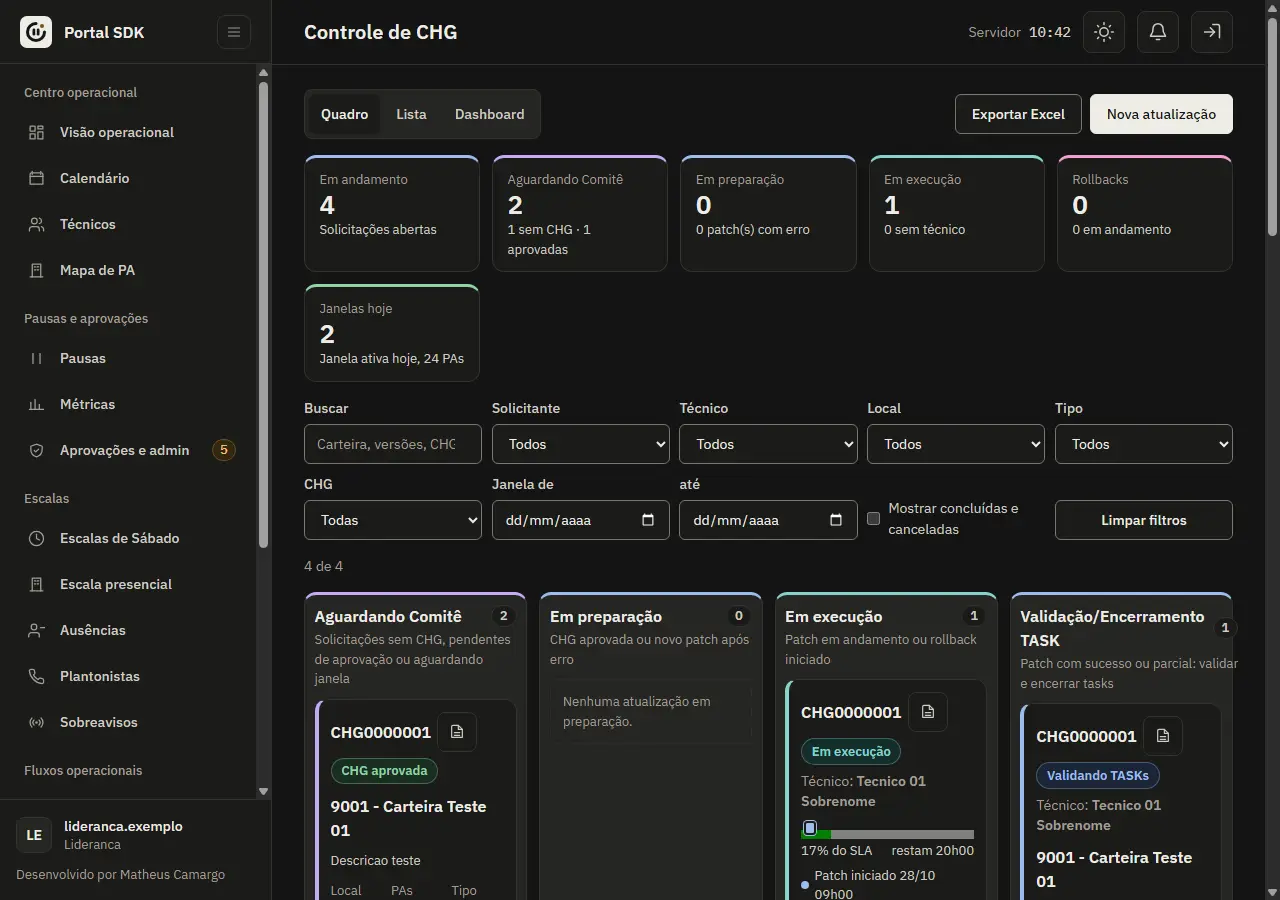 Portal SDK
Controle de CHG
Servidor 10:42
Centro operacional
Visão operacional
Calendário
Técnicos
Mapa de PA
Pausas e aprovações
Pausas
Métricas
Aprovações e admin 5
Escalas
Escalas de Sábado
Escala presencial
Ausências
Plantonistas
Sobreavisos
Fluxos operacionais
LE
lideranca.exemplo
Lideranca
Desenvolvido por Matheus Camargo
Quadro Lista Dashboard
Exportar Excel Nova atualização
Em andamento
4
Solicitações abertas
Aguardando Comitê
2
1 sem CHG · 1
aprovadas
Em preparação
0
0 patch(s) com erro
Em execução
1
0 sem técnico
Rollbacks
0
0 em andamento
Janelas hoje
2
Janela ativa hoje, 24 PAs
Buscar Solicitante Técnico Local Tipo
Carteira, versões, CHG Todos Todos Todos Todos
CHG Janela de até
Todas dd/mm/aaaa dd/mm/aaaa
Mostrar concluídas e
canceladas
Limpar filtros
4 de 4
Aguardando Comitê 2
Solicitações sem CHG, pendentes
de aprovação ou aguardando
janela
CHG0000001
CHG aprovada
9001 - Carteira Teste
01
Descricao teste
Local PAs Tipo
Em preparação 0
CHG aprovada ou novo patch após
erro
Nenhuma atualização em
preparação.
Em execução 1
Patch em andamento ou rollback
iniciado
CHG0000001
Em execução
Técnico: Tecnico 01
Sobrenome
17% do SLA restam 20h00
Patch iniciado 28/10
09h00
Validação/Encerramento
TASK 1
Patch com sucesso ou parcial: validar
e encerrar tasks
CHG0000001
Validando TASKs
Técnico: Tecnico 01
Sobrenome
9001 - Carteira Teste
01